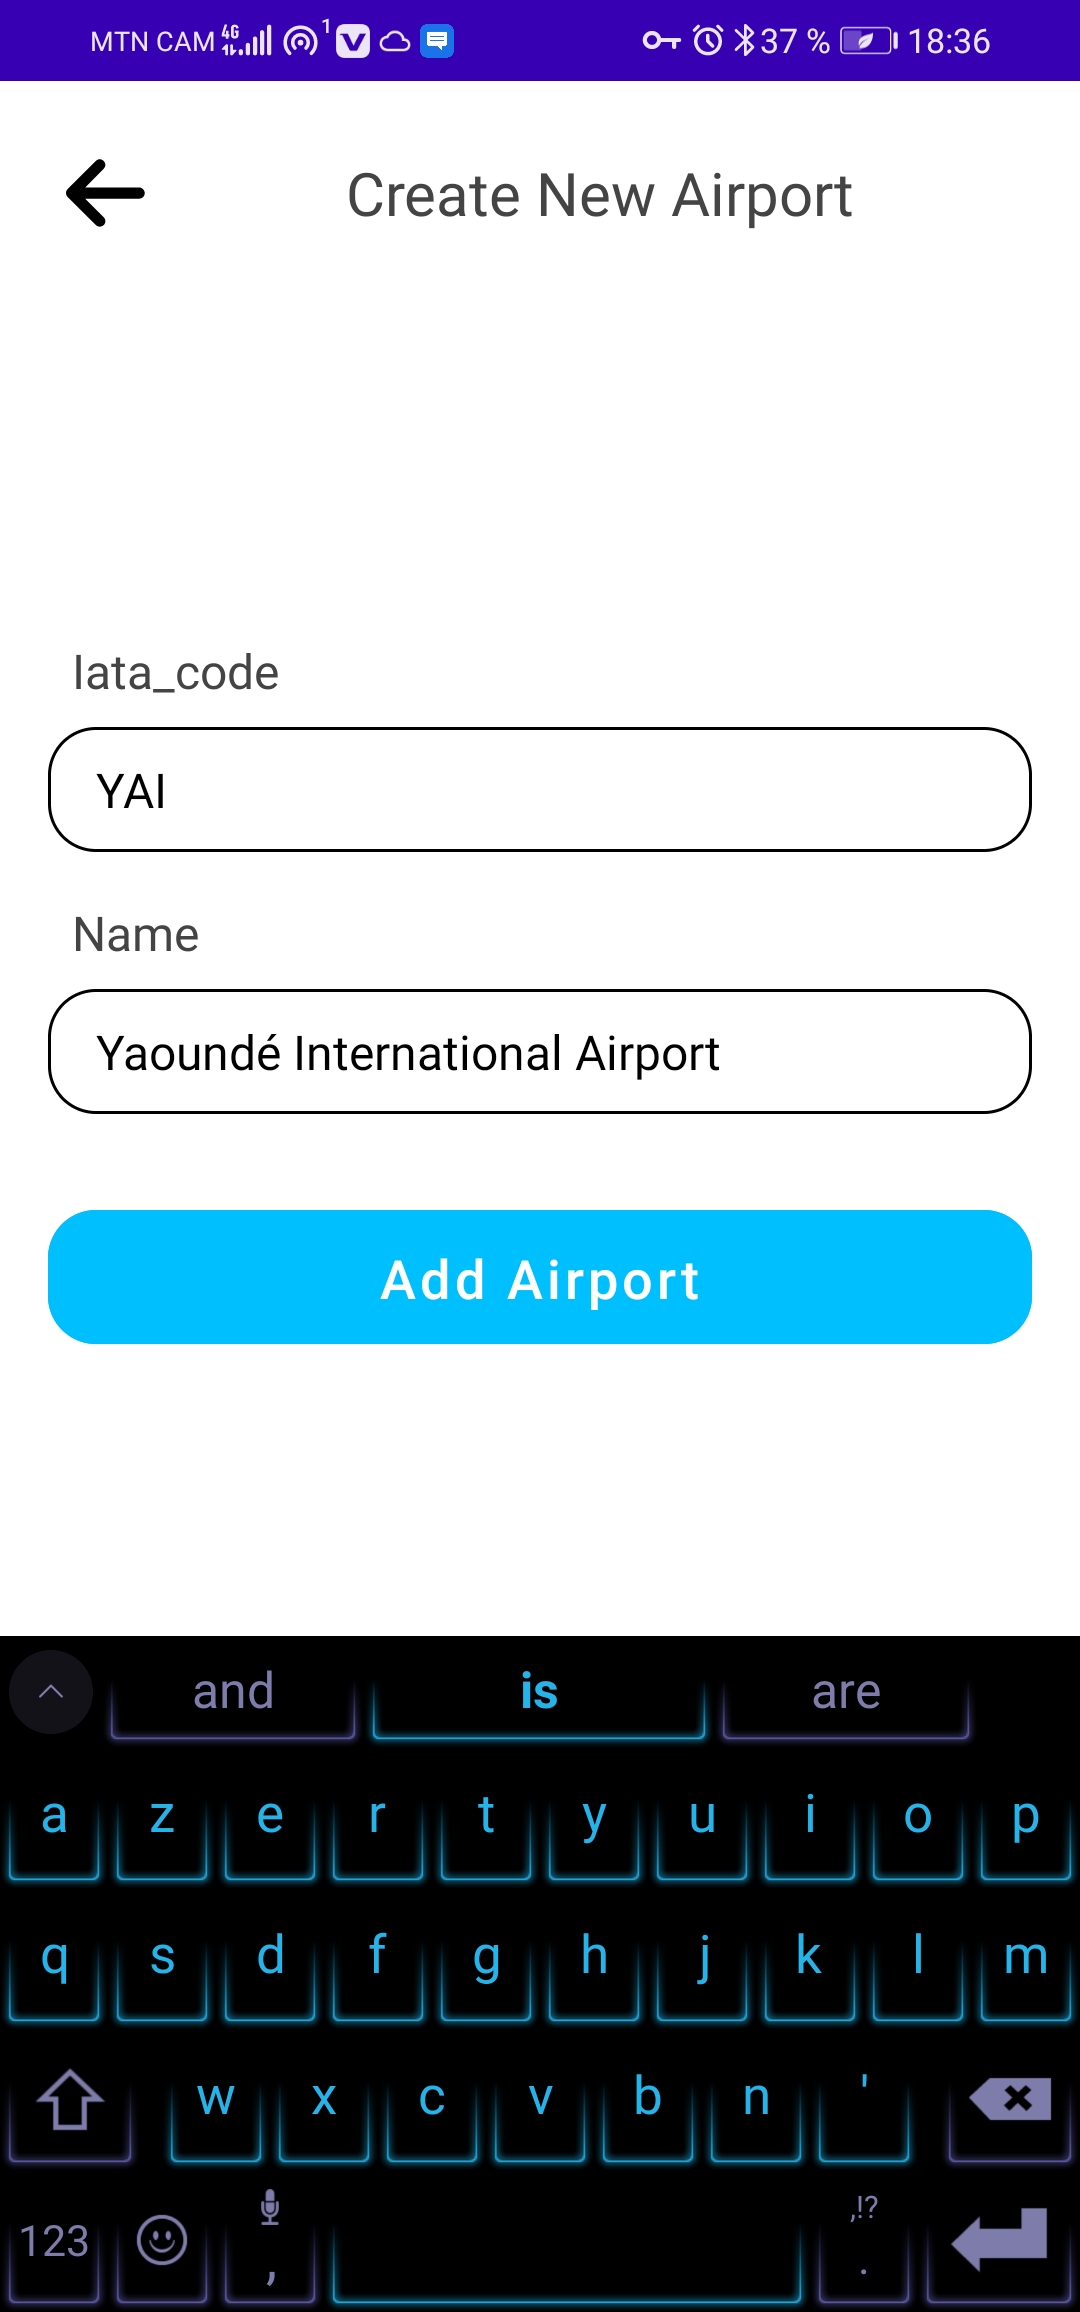 MTN CAM 4G 1 37 % 18:36
Create New Airport
Iata_code
YAI
Name
Yaoundé International Airport
Add Airport
and is are
a z e r t y u i o p
q s d f g h j k l m
w x c v b n '
123 , ,!? .